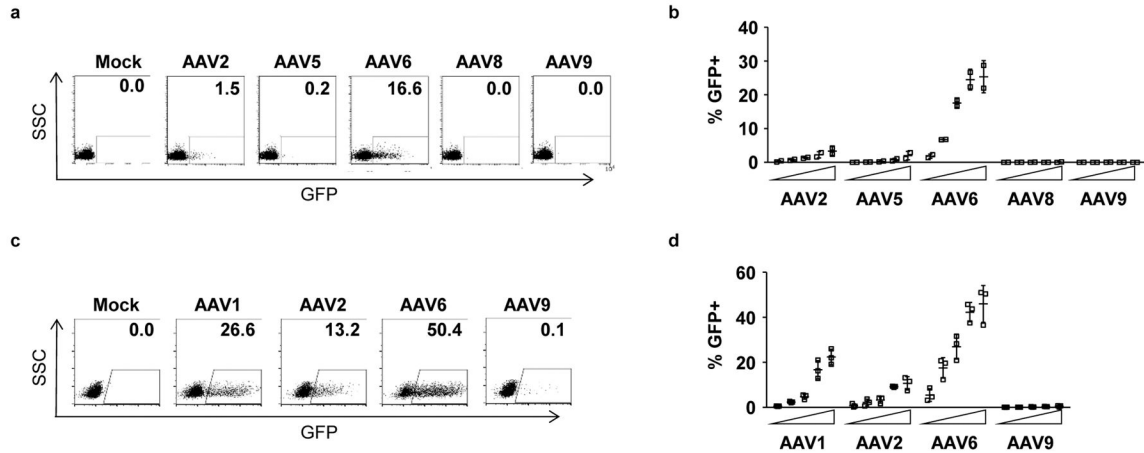 a
Mock AAV2 AAV5 AAV6 AAV8 AAV9
0.0 1.5 0.2 16.6 0.0 0.0
SSC
GFP
b
% GFP+
40
30
20
10
0
AAV2 AAV5 AAV6 AAV8 AAV9
c
Mock AAV1 AAV2 AAV6 AAV9
0.0 26.6 13.2 50.4 0.1
SSC
GFP
d
% GFP+
60
40
20
0
AAV1 AAV2 AAV6 AAV9